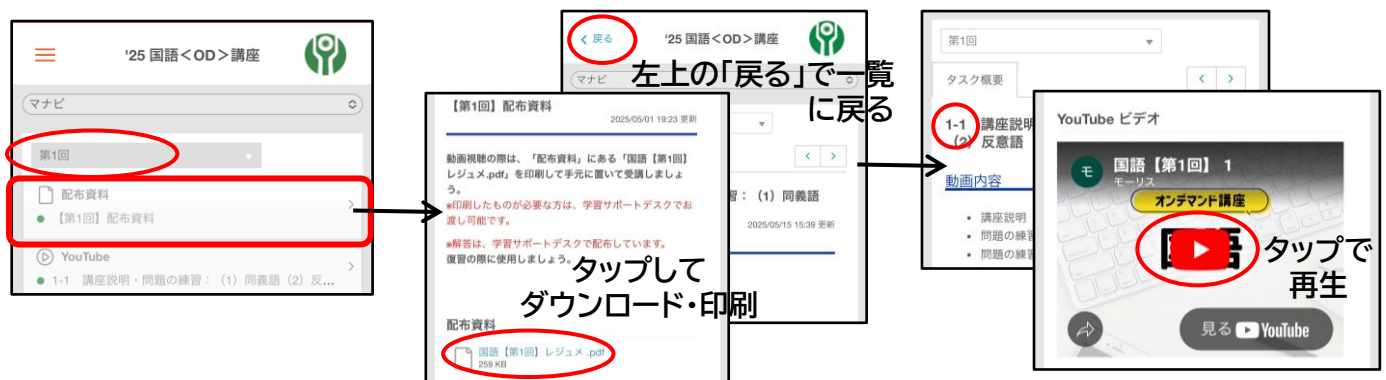 '25 国語<OD>講座
マナビ
第1回
配布資料
【第1回】配布資料
YouTube
1-1 講座説明・問題の練習：（1）同義語（2）反...
【第1回】配布資料
2025/05/01 19:23 更新
動画視聴の際は、「配布資料」にある「国語【第1回】
レジュメ.pdf」を印刷して手元に置いて受講しましょ
う。
※印刷したものが必要な方は、学習サポートデスクでお
渡し可能です。
※解答は、学習サポートデスクで配布しています。
復習の際に使用しましょう。
タップして
ダウンロード・印刷
配布資料
国語【第1回】レジュメ.pdf
259 KB
戻る
'25 国語<OD>講座
マナビ
左上の「戻る」で一覧
に戻る
習：（1）同義語
2025/05/15 15:39 更新
第1回
タスク概要
1-1 講座説明
（2）反意語
動画内容
講座説明
問題の練習
問題の練習
YouTube ビデオ
モ
国語【第1回】 1
モーリス
オンデマンド講座
国語
タップで
再生
見る YouTube